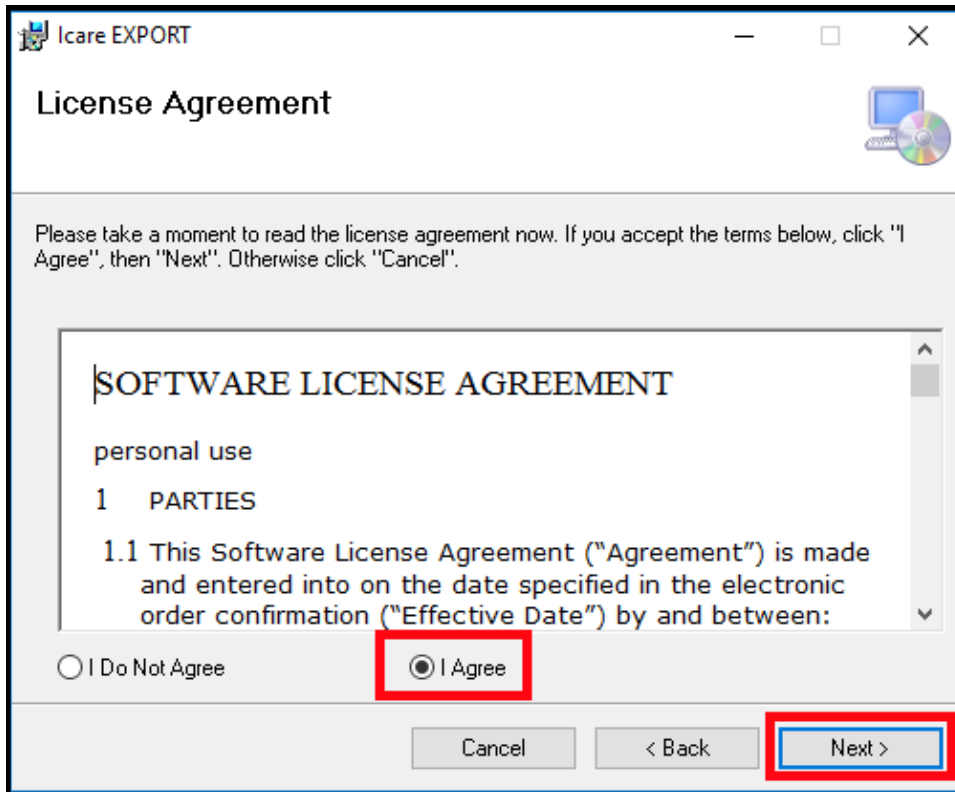 Icare EXPORT
License Agreement
Please take a moment to read the license agreement now. If you accept the terms below, click "I
Agree", then "Next". Otherwise click "Cancel".
SOFTWARE LICENSE AGREEMENT
personal use
1 PARTIES
1.1 This Software License Agreement (“Agreement”) is made
and entered into on the date specified in the electronic
order confirmation (“Effective Date”) by and between:
I Do Not Agree
I Agree
Cancel
< Back
Next >